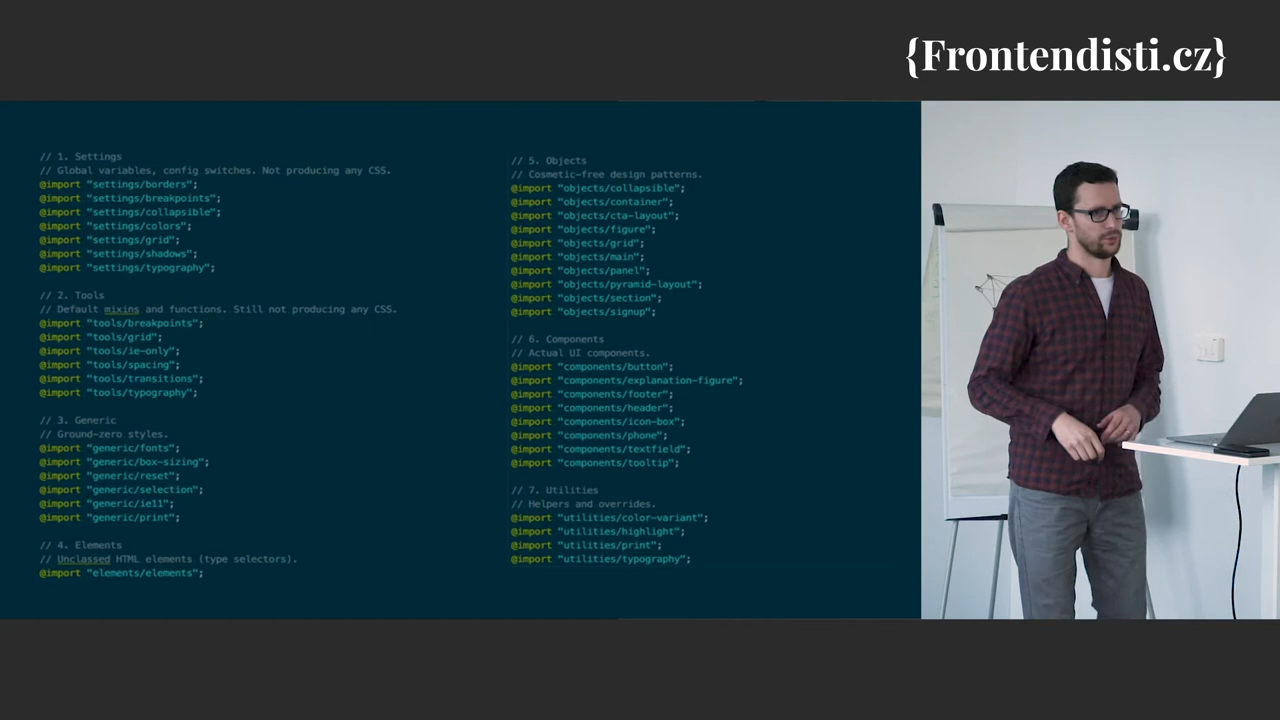 {Frontendisti.cz}
// 1. Settings
// Global variables, config switches. Not producing any CSS.
@import "settings/borders";
@import "settings/breakpoints";
@import "settings/collapsible";
@import "settings/colors";
@import "settings/grid";
@import "settings/shadows";
@import "settings/typography";
// 2. Tools
// Default mixins and functions. Still not producing any CSS.
@import "tools/breakpoints";
@import "tools/grid";
@import "tools/ie-only";
@import "tools/spacing";
@import "tools/transitions";
@import "tools/typography";
// 3. Generic
// Ground-zero styles.
@import "generic/fonts";
@import "generic/box-sizing";
@import "generic/reset";
@import "generic/selection";
@import "generic/ie11";
@import "generic/print";
// 4. Elements
// Unclassed HTML elements (type selectors).
@import "elements/elements";
// 5. Objects
// Cosmetic-free design patterns.
@import "objects/collapsible";
@import "objects/container";
@import "objects/cta-layout";
@import "objects/figure";
@import "objects/grid";
@import "objects/main";
@import "objects/panel";
@import "objects/pyramid-layout";
@import "objects/section";
@import "objects/signup";
// 6. Components
// Actual UI components.
@import "components/button";
@import "components/explanation-figure";
@import "components/footer";
@import "components/header";
@import "components/icon-box";
@import "components/phone";
@import "components/textfield";
@import "components/tooltip";
// 7. Utilities
// Helpers and overrides.
@import "utilities/color-variant";
@import "utilities/highlight";
@import "utilities/print";
@import "utilities/typography";